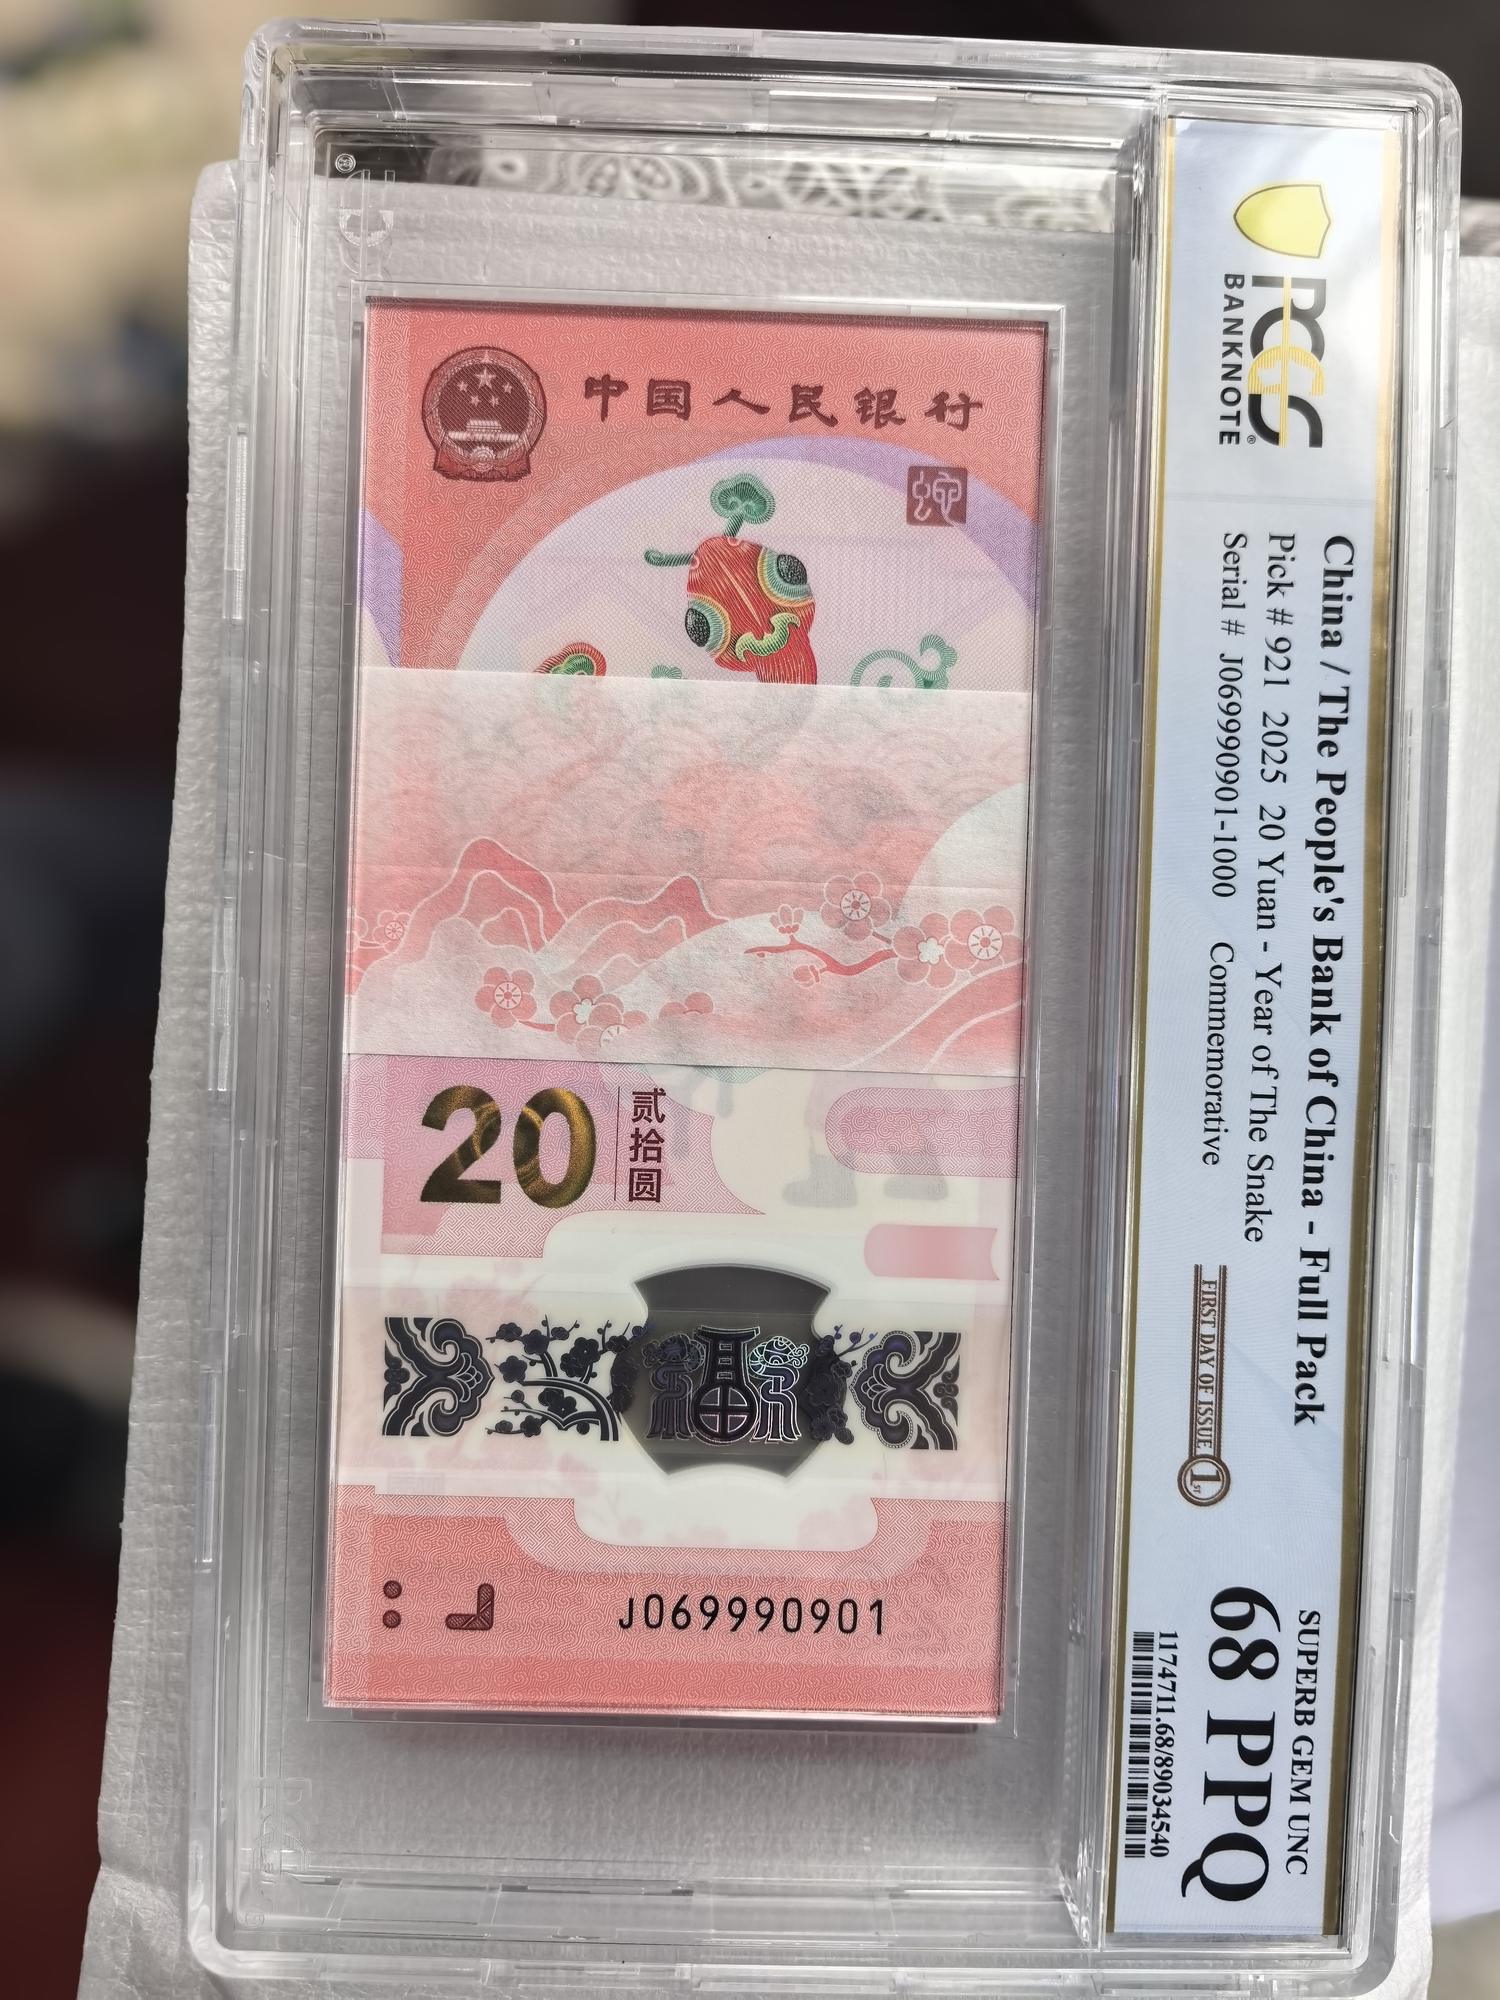 中国人民银行
蛇
20
贰拾圆
J069990901
PCGS
BANKNOTE
China / The People's Bank of China - Full Pack
Pick # 921 2025 20 Yuan - Year of The Snake
Serial # J069990901-1000 Commemorative
FIRST DAY OF ISSUE
1ST
SUPERB GEM UNC
68 PPQ
1174711.68/89034540